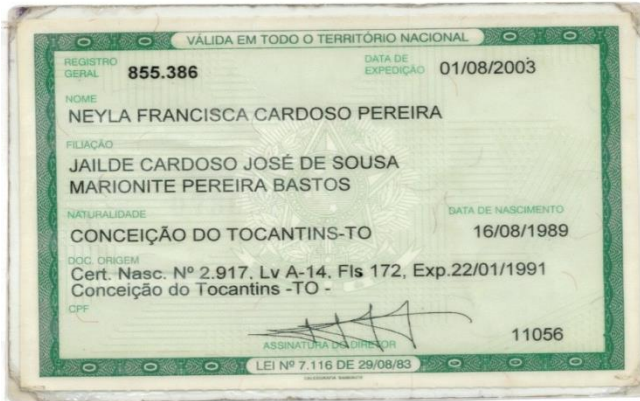 VÁLIDA EM TODO O TERRITÓRIO NACIONAL
REGISTRO GERAL 855.386 DATA DE EXPEDIÇÃO 01/08/2003
NOME
NEYLA FRANCISCA CARDOSO PEREIRA
FILIAÇÃO
JAILDE CARDOSO JOSÉ DE SOUSA
MARIONITE PEREIRA BASTOS
NATURALIDADE DATA DE NASCIMENTO
CONCEIÇÃO DO TOCANTINS-TO 16/08/1989
DOC. ORIGEM
Cert. Nasc. Nº 2.917, Lv A-14, Fls 172, Exp.22/01/1991
Conceição do Tocantins -TO -
CPF
11056
ASSINATURA DO DIRETOR
LEI Nº 7.116 DE 29/08/83